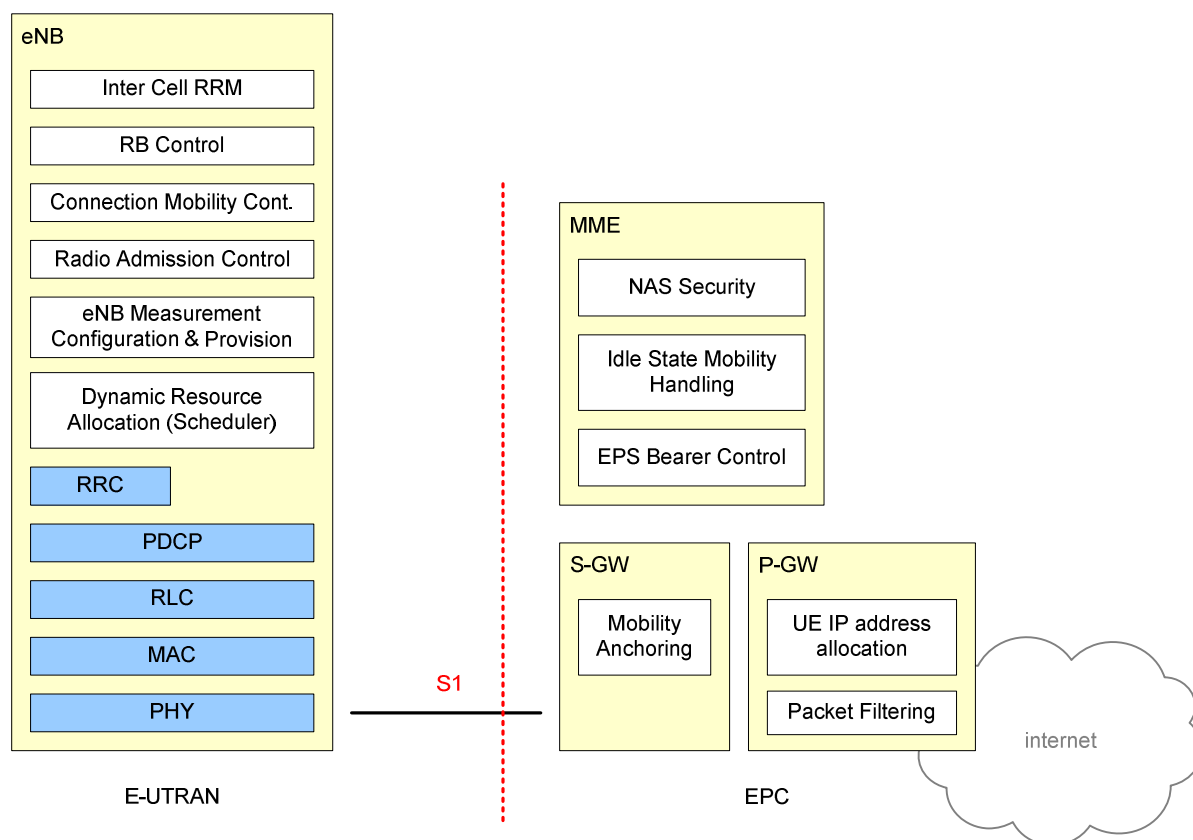 eNB
Inter Cell RRM
RB Control
Connection Mobility Cont.
Radio Admission Control
eNB Measurement
Configuration & Provision
Dynamic Resource
Allocation (Scheduler)
RRC
PDCP
RLC
MAC
PHY
E-UTRAN
S1
MME
NAS Security
Idle State Mobility
Handling
EPS Bearer Control
S-GW
Mobility
Anchoring
P-GW
UE IP address
allocation
Packet Filtering
internet
EPC